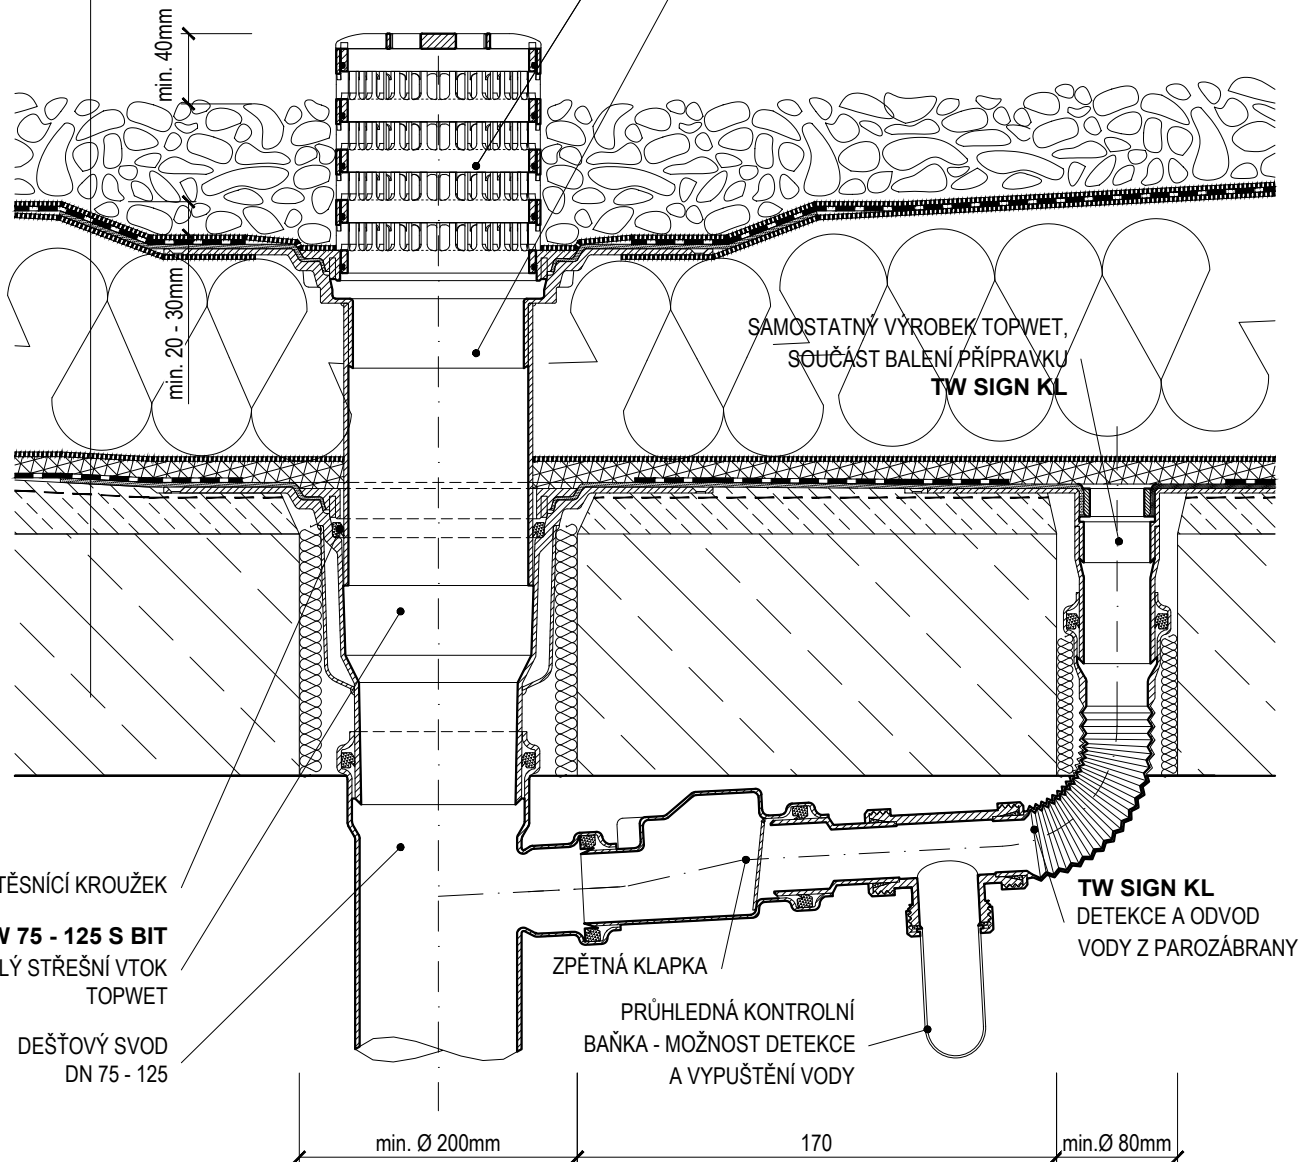 min. 40mm
min. 20 - 30mm
SAMOSTATNÝ VÝROBEK TOPWET,
SOUČÁST BALENÍ PŘÍPRAVKU
TW SIGN KL
TĚSNÍCÍ KROUŽEK
75 - 125 S BIT
STŘEŠNÍ VTOK
TOPWET
DEŠŤOVÝ SVOD
DN 75 - 125
ZPĚTNÁ KLAPKA
PRŮHLEDNÁ KONTROLNÍ
BAŇKA - MOŽNOST DETEKCE
A VYPUŠTĚNÍ VODY
TW SIGN KL
DETEKCE A ODVOD
VODY Z PAROZÁBRANY
min. Ø 200mm
170
min.Ø 80mm